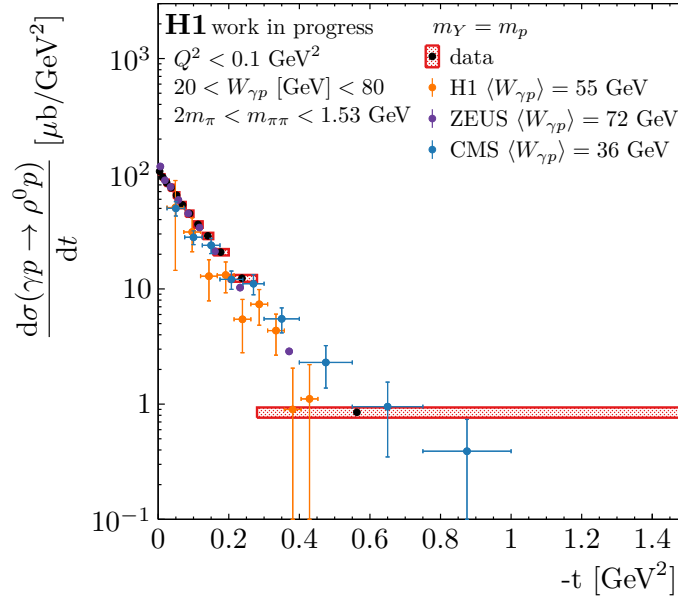 H1 work in progress
Q² < 0.1 GeV²
20 < W_γp [GeV] < 80
2m_π < m_ππ < 1.53 GeV
m_Y = m_p
data
H1 ⟨W_γp⟩ = 55 GeV
ZEUS ⟨W_γp⟩ = 72 GeV
CMS ⟨W_γp⟩ = 36 GeV
dσ(γp → ρ⁰p)
dt
[μb/GeV²]
10³
10²
10
1
10⁻¹
0 0.2 0.4 0.6 0.8 1 1.2 1.4
-t [GeV²]